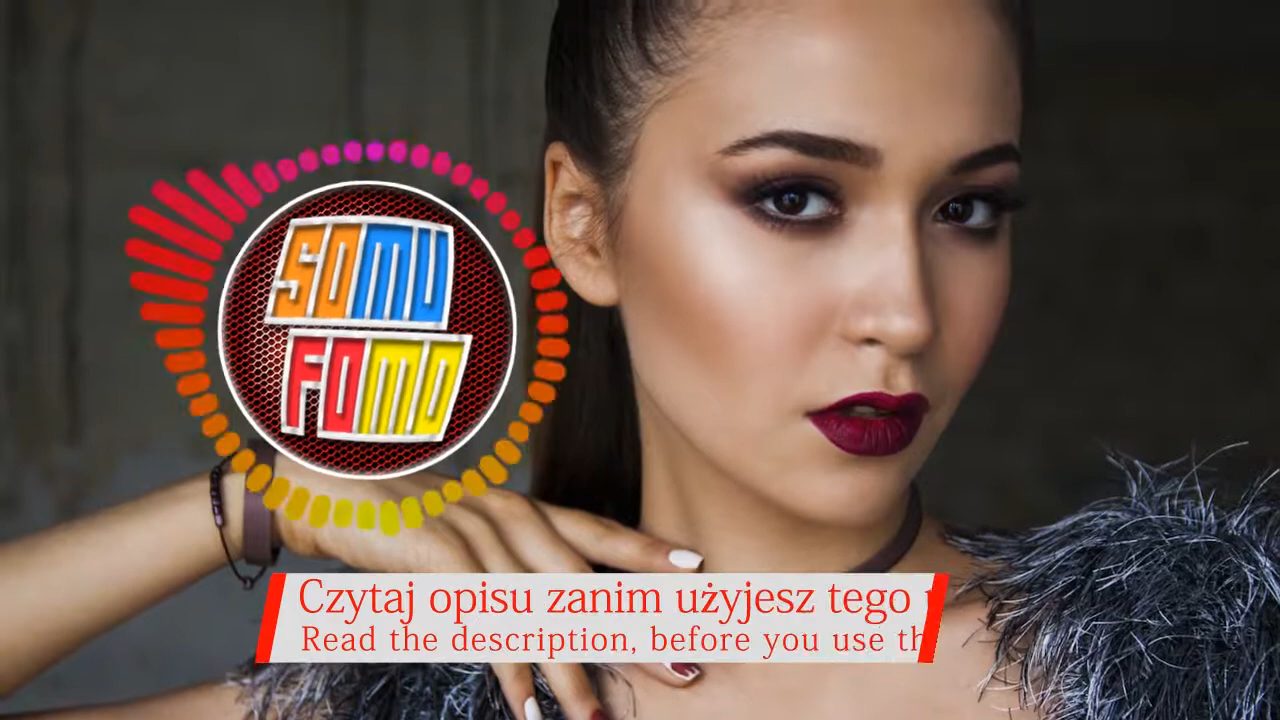 SOMU
FOMO
Czytaj opisu zanim użyjesz tego
Read the description, before you use